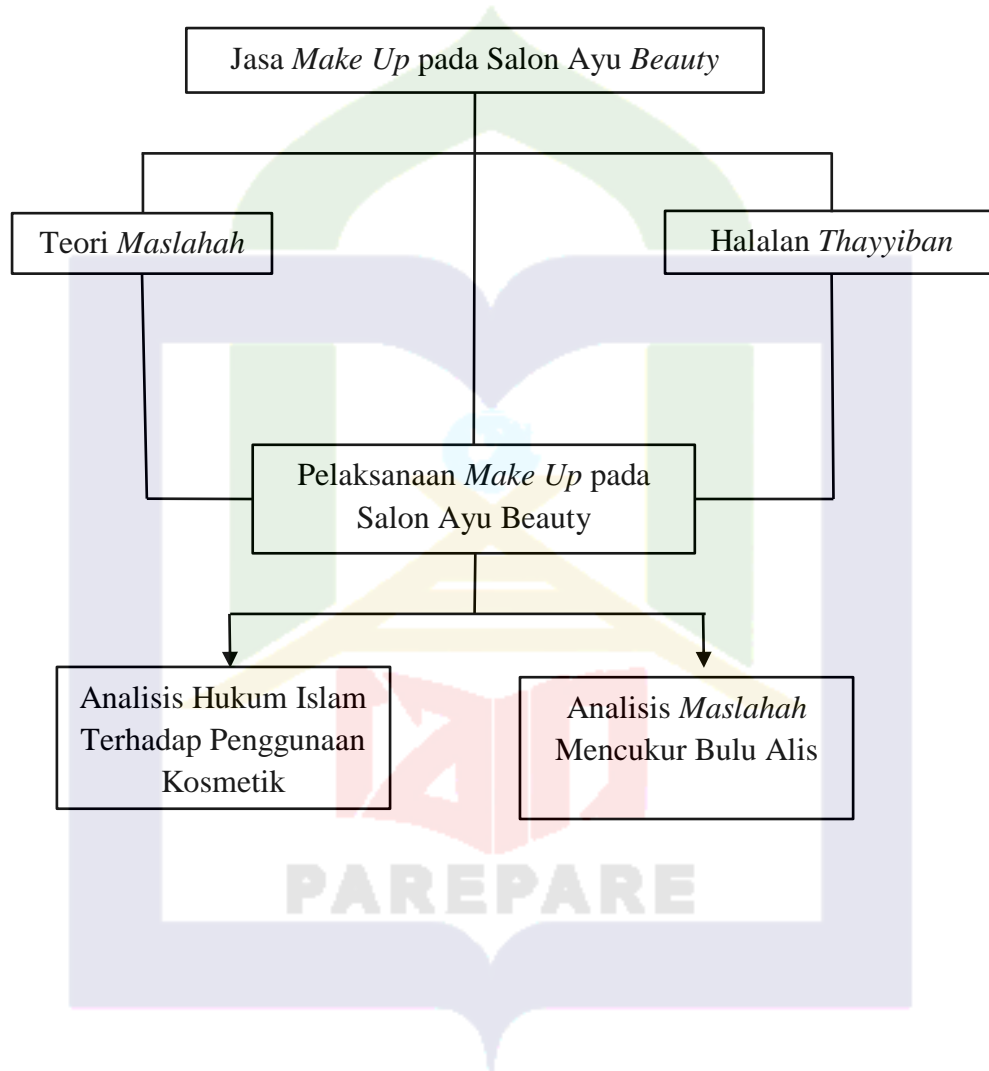 Jasa Make Up pada Salon Ayu Beauty
Teori Maslahah
Halalan Thayyiban
Pelaksanaan Make Up pada
Salon Ayu Beauty
Analisis Hukum Islam
Terhadap Penggunaan
Kosmetik
Analisis Maslahah
Mencukur Bulu Alis
PAREPARE